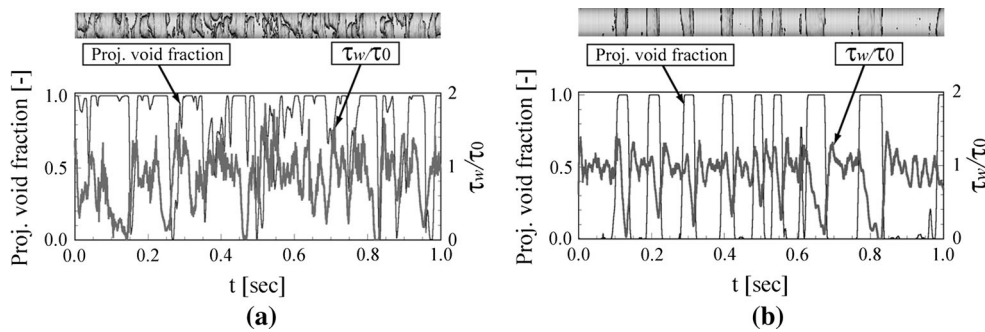 Proj. void fraction
τw/τ0
1.0
0.5
0.0
Proj. void fraction [-]
2
1
0
τw/τ0
0.0 0.2 0.4 0.6 0.8 1.0
t [sec]
(a)
Proj. void fraction
τw/τ0
1.0
0.5
0.0
Proj. void fraction [-]
2
1
0
τw/τ0
0.0 0.2 0.4 0.6 0.8 1.0
t [sec]
(b)